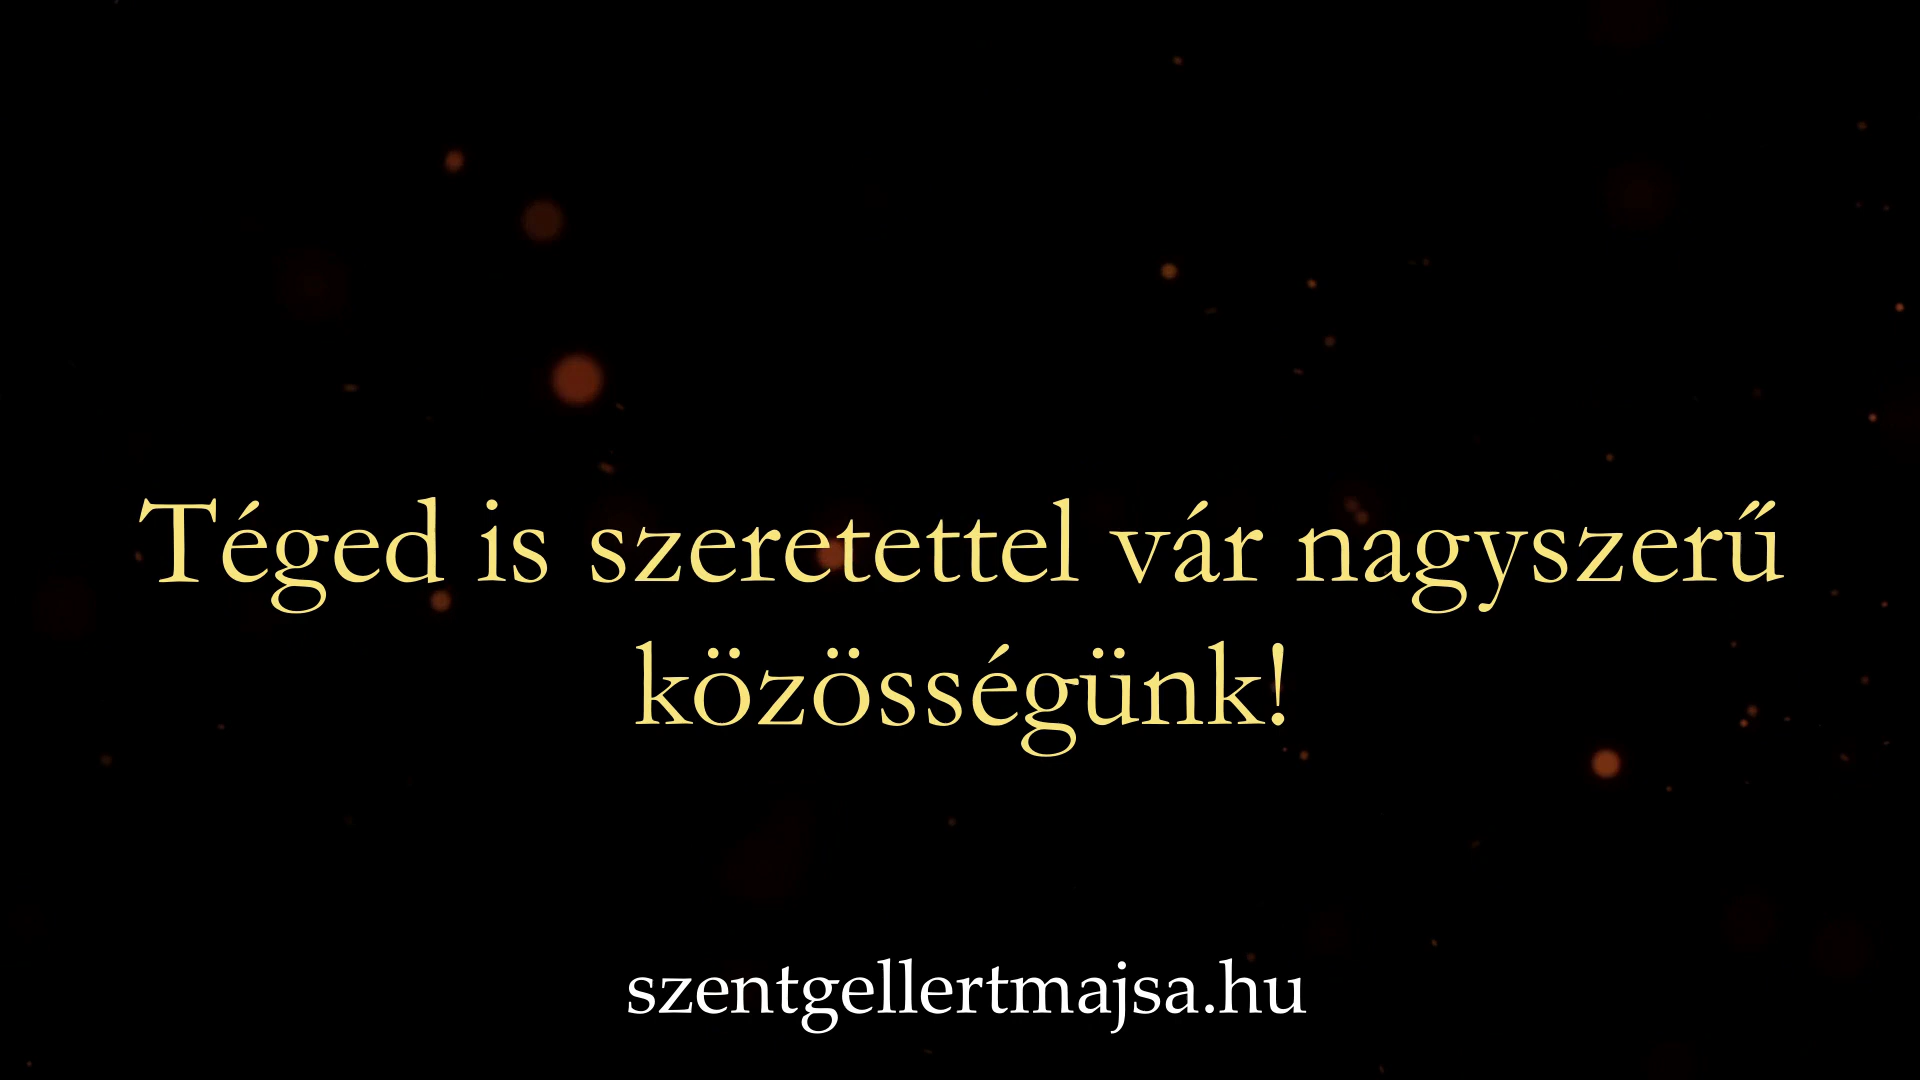 Téged is szeretettel vár nagyszerű
közösségünk!
szentgellertmajsa.hu